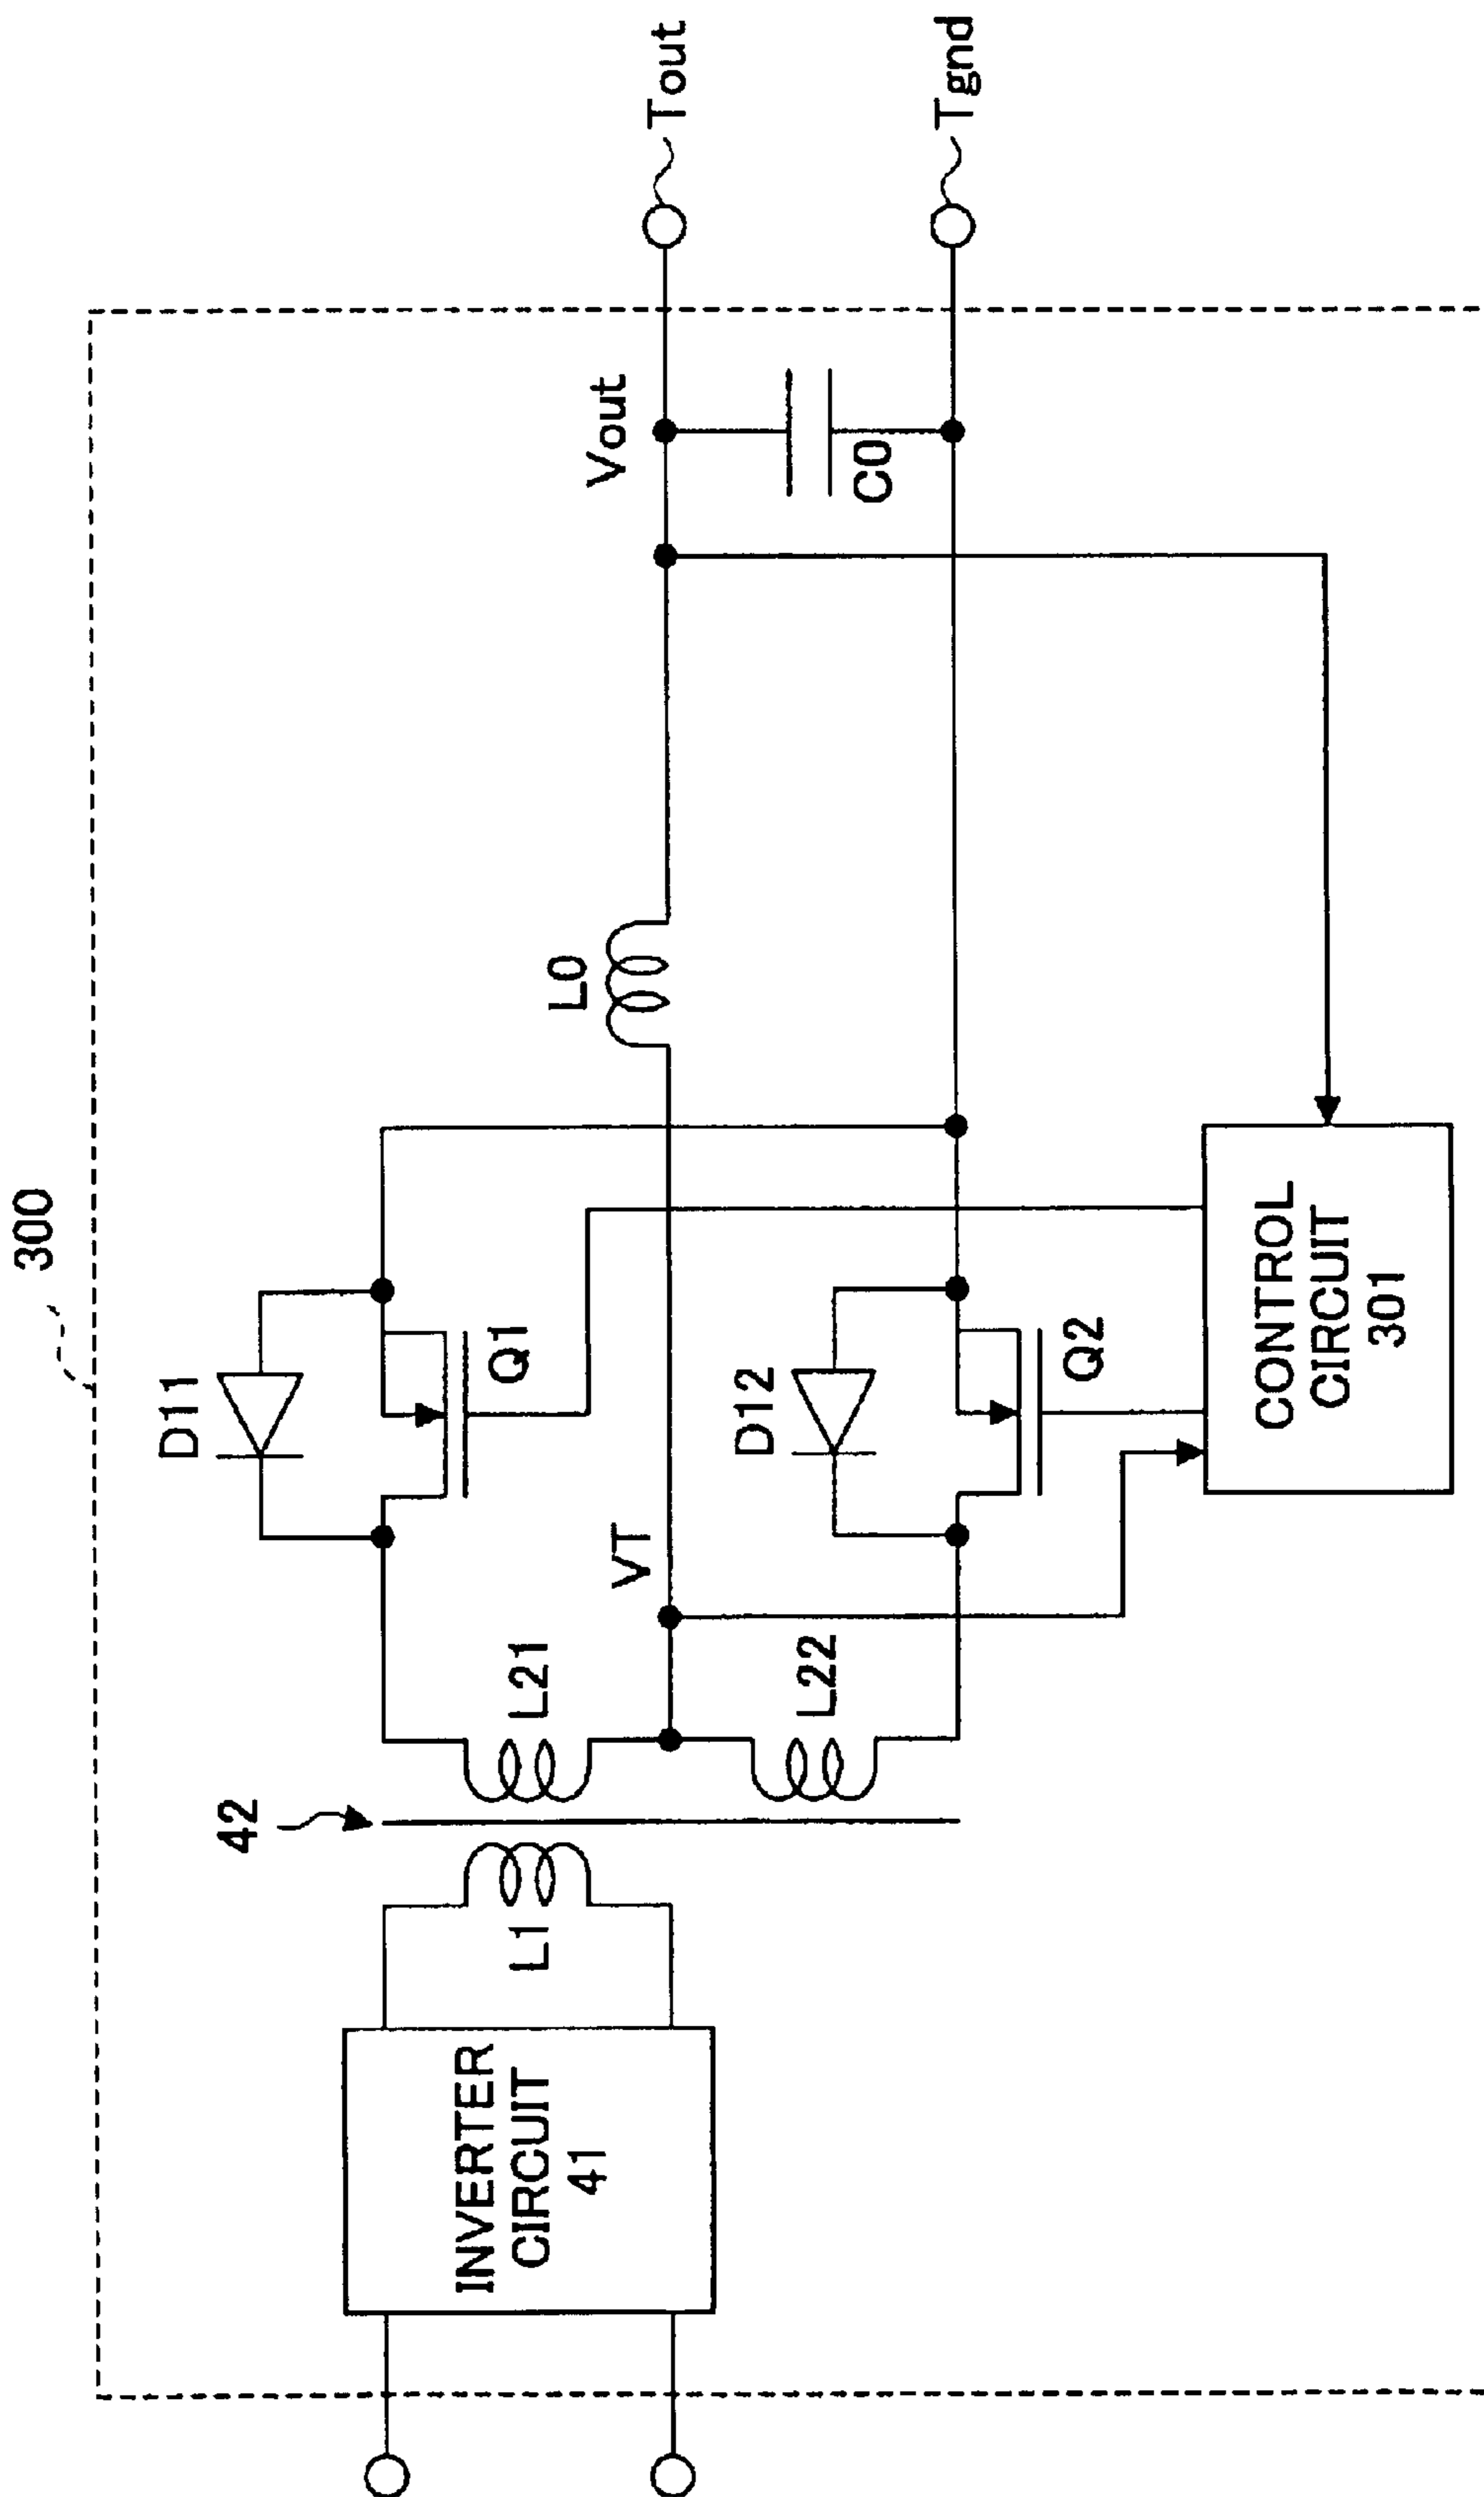 300
42
D11
Q1
L1
L21
VT
L0
Vout
Tout
INVERTER
CIRCUIT
41
L22
D12
Q2
C0
Tgnd
CONTROL
CIRCUIT
301